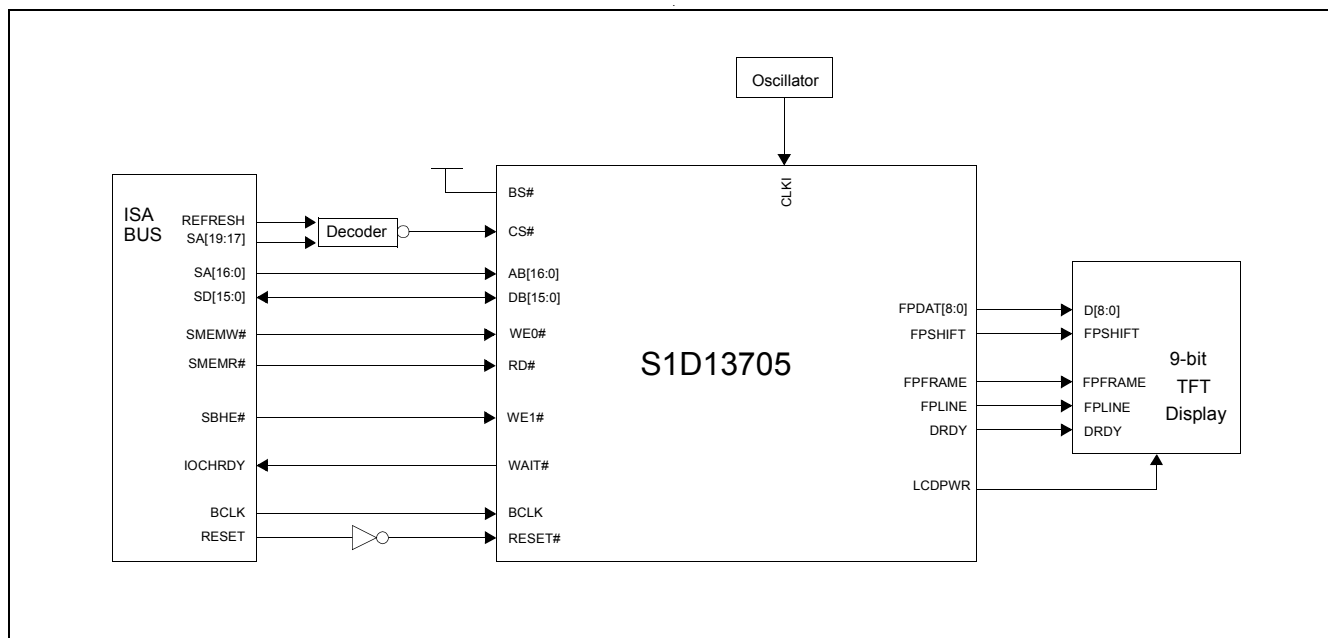 Oscillator
CLKI
ISA
BUS
REFRESH
SA[19:17]
Decoder
SA[16:0]
SD[15:0]
SMEMW#
SMEMR#
SBHE#
IOCHRDY
BCLK
RESET
BS#
CS#
AB[16:0]
DB[15:0]
WE0#
RD#
WE1#
WAIT#
BCLK
RESET#
S1D13705
FPDAT[8:0]
FPSHIFT
FPFRAME
FPLINE
DRDY
LCDPWR
D[8:0]
FPSHIFT
FPFRAME
FPLINE
DRDY
9-bit
TFT
Display